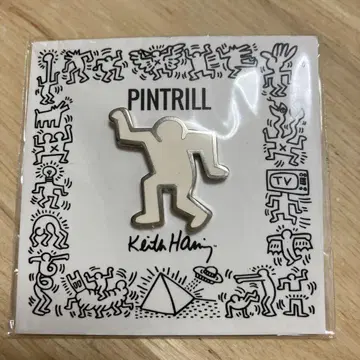 PINTRILL
TV
Keith Haring